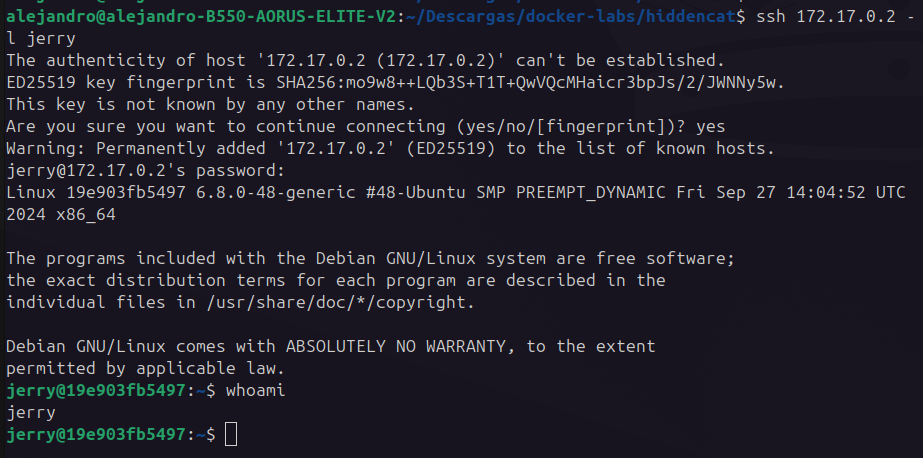 alejandro@alejandro-B550-AORUS-ELITE-V2:~/Descargas/docker-labs/hiddencat$ ssh 172.17.0.2 -
l jerry
The authenticity of host '172.17.0.2 (172.17.0.2)' can't be established.
ED25519 key fingerprint is SHA256:mo9w8++LQb3S+T1T+QwVQcMHaicr3bpJs/2/JWNNy5w.
This key is not known by any other names.
Are you sure you want to continue connecting (yes/no/[fingerprint])? yes
Warning: Permanently added '172.17.0.2' (ED25519) to the list of known hosts.
jerry@172.17.0.2's password:
Linux 19e903fb5497 6.8.0-48-generic #48-Ubuntu SMP PREEMPT_DYNAMIC Fri Sep 27 14:04:52 UTC
2024 x86_64
The programs included with the Debian GNU/Linux system are free software;
the exact distribution terms for each program are described in the
individual files in /usr/share/doc/*/copyright.
Debian GNU/Linux comes with ABSOLUTELY NO WARRANTY, to the extent
permitted by applicable law.
jerry@19e903fb5497:~$ whoami
jerry
jerry@19e903fb5497:~$